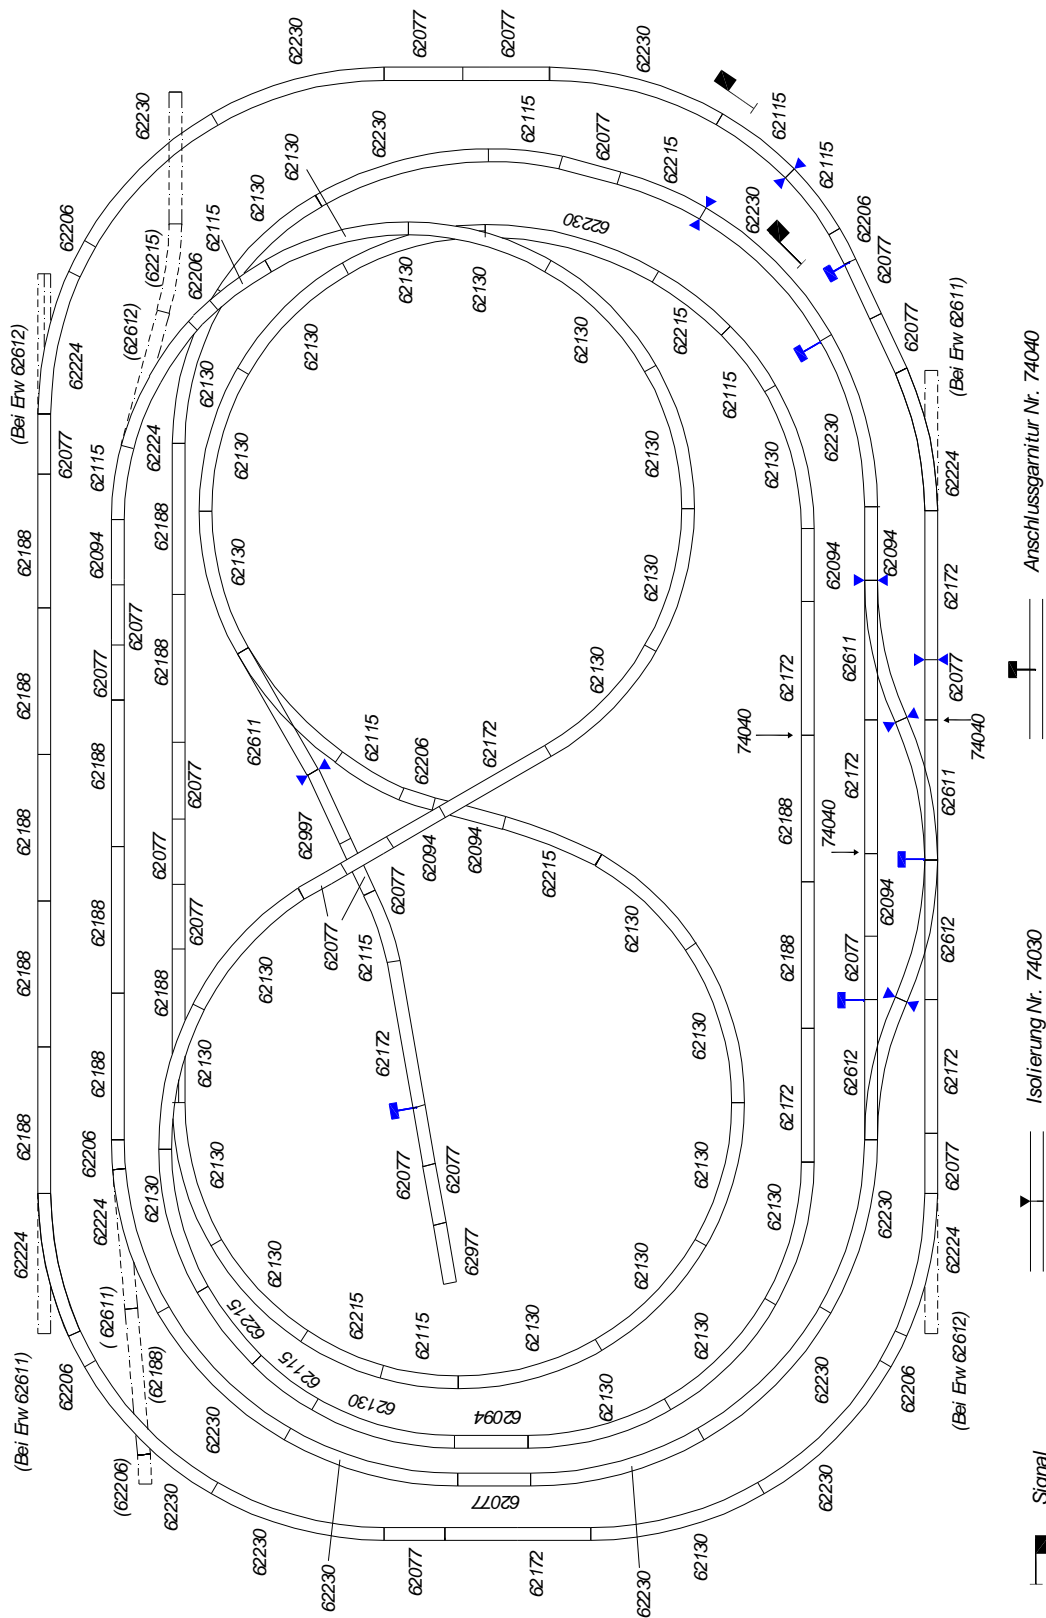 (Bei Erw 62611) 62224 62188 62188 62188 62188 62188 (Bei Erw 62612)
62206 62077 62224 62206
(62206) 62224 (62611) 62206 62188 62188 62188 62077 62094 62115
62077 (62612)
(62188) 62130 62188 62077 62188 62188 62224 (62215) 62230
62230 62077 62077 62206
62230 62130 62130 62130 62115
62215 62130 62130
62230 62130 62611 62130
62130
62115 62997 62130 62130 62230
62230 62077
62215 62115
62130 62172 62115 62230
62077 62077 62130
62077 62115 62094 62206 62077
62077
62977 62094 62172 62130
62077 62094 62077
62172 62130 62215 62115
62130 62130 62230 62077
62230 62130 62130 62130 62130 62230
62215 62215
62130 62130 62130 62130 62130 62115
74040 62230
62130 62130 62115
62172 62188 62188 62172
62230 62230 74040 62094 62230 62115
62612 62077 62172 62611 62206
62230 62094 62094 62077
62206 62077
62224 62077 62172 62612 62611 62077 62172 62224
(Bei Erw 62612) (Bei Erw 62611)
74040
Signal Isolierung Nr. 74030 Anschlussgarnitur Nr. 74040